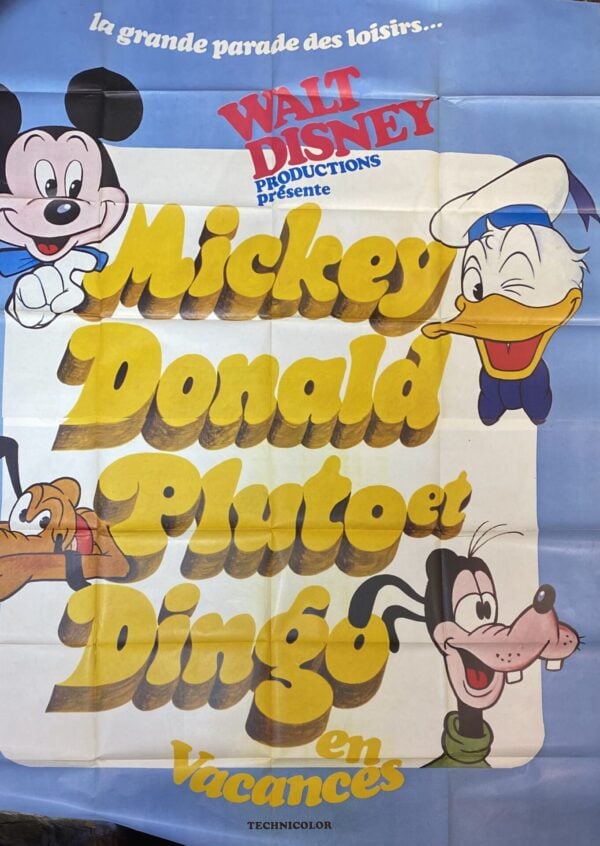 la grande parade des loisirs...
WALT
DISNEY
PRODUCTIONS
présente
Mickey
Donald
Pluto et
Dingo
en
Vacances
TECHNICOLOR